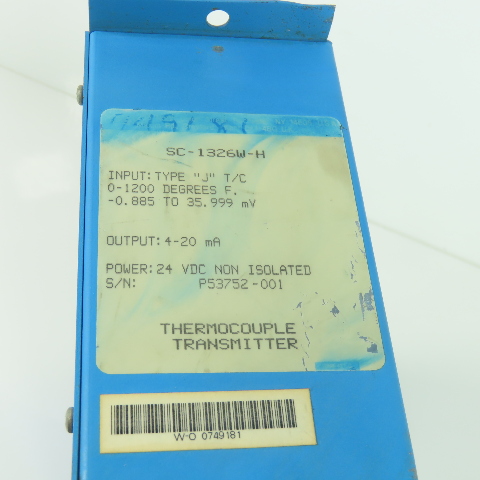 SC-1326W-H
INPUT: TYPE "J" T/C
0-1200 DEGREES F.
-0.885 TO 35.999 mV
OUTPUT: 4-20 mA
POWER: 24 VDC NON ISOLATED
S/N: P53752-001
THERMOCOUPLE
TRANSMITTER
W-O 0749181